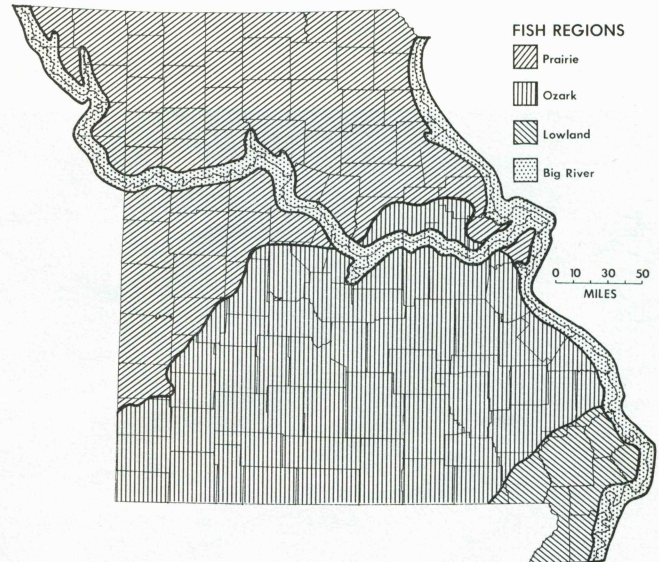 FISH REGIONS
Prairie
Ozark
Lowland
Big River
0 10 30 50
MILES